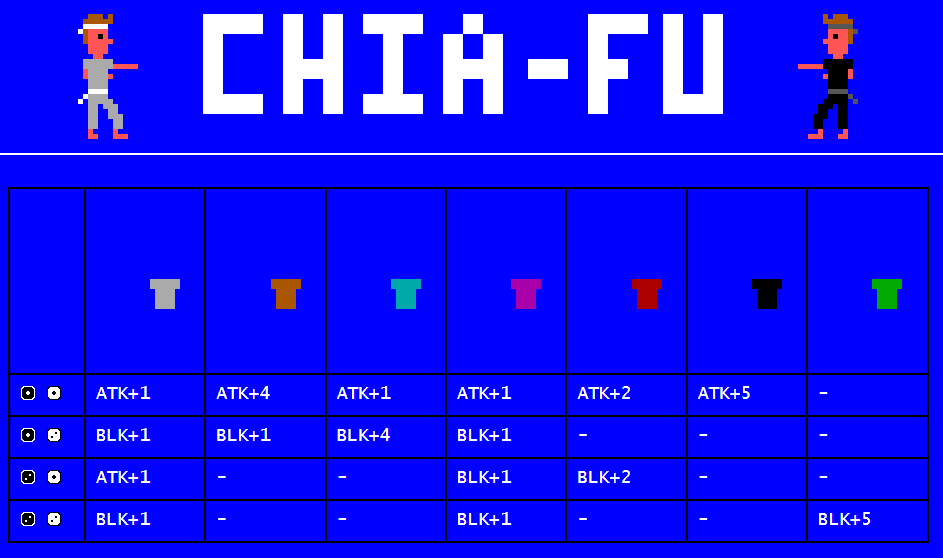 CHIA-FU
ATK+1 ATK+4 ATK+1 ATK+1 ATK+2 ATK+5 -
BLK+1 BLK+1 BLK+4 BLK+1 - - -
ATK+1 - - BLK+1 BLK+2 - -
BLK+1 - - BLK+1 - - BLK+5